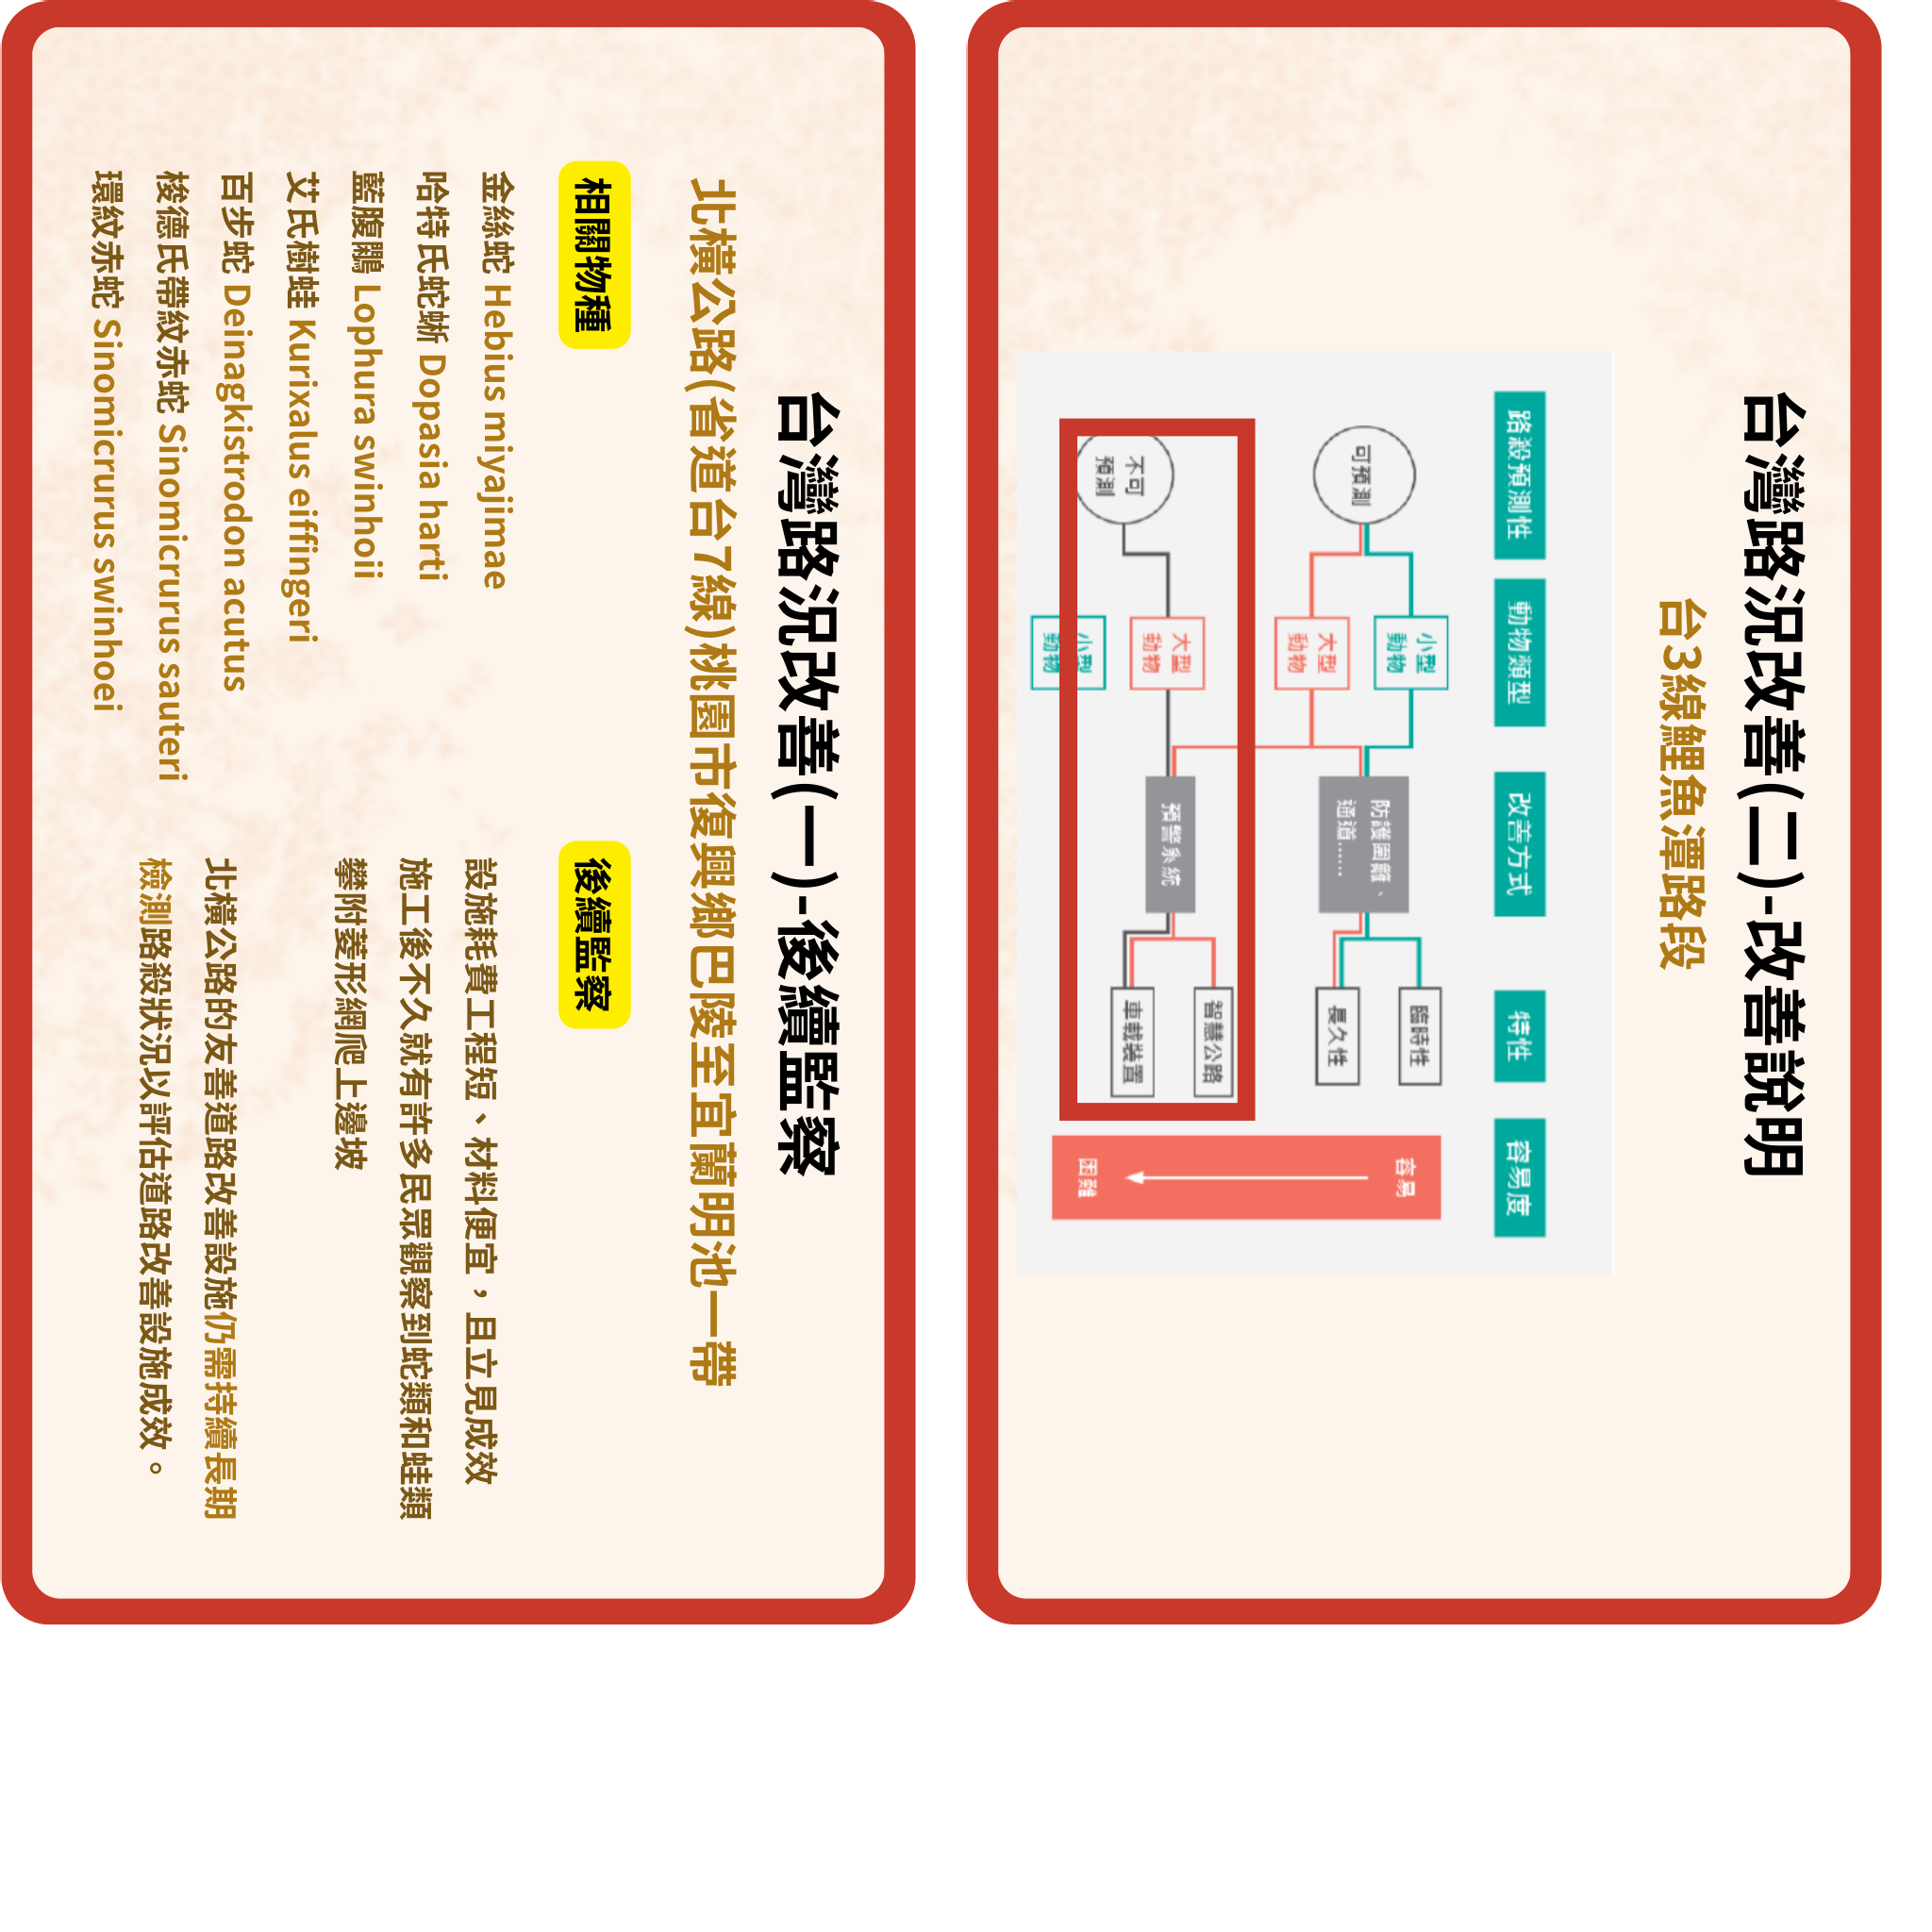 台灣路況改善(二)-改善說明
台3線鯉魚潭路段
路殺預測性
動物類型
改善方式
特性
容易度
可預測
小型
動物
大型
動物
防護圍籬、
通道......
臨時性
長久性
容易
不可
預測
大型
動物
小型
動物
預警系統
智慧公路
車載裝置
困難
台灣路況改善(一)-後續監察
北橫公路(省道台7線)桃園市復興鄉巴陵至宜蘭明池一帶
相關物種
金絲蛇 Hebius miyajimae
哈特氏蛇蜥 Dopasia harti
藍腹鷴 Lophura swinhoii
艾氏樹蛙 Kurixalus eiffingeri
百步蛇 Deinagkistrodon acutus
梭德氏帶紋赤蛇 Sinomicrurus sauteri
環紋赤蛇 Sinomicrurus swinhoei
後續監察
設施耗費工程短、材料便宜，且立見成效
施工後不久就有許多民眾觀察到蛇類和蛙類
攀附菱形網爬上邊坡
北橫公路的友善道路改善設施仍需持續長期
檢測路殺狀況以評估道路改善設施成效。